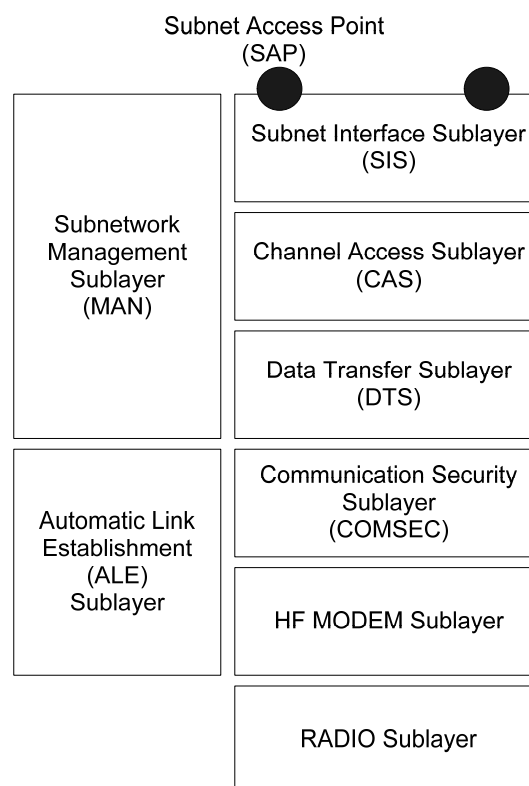 Subnet Access Point
(SAP)
Subnet Interface Sublayer
(SIS)
Subnetwork
Management
Sublayer
(MAN)
Channel Access Sublayer
(CAS)
Data Transfer Sublayer
(DTS)
Communication Security
Sublayer
(COMSEC)
Automatic Link
Establishment
(ALE)
Sublayer
HF MODEM Sublayer
RADIO Sublayer